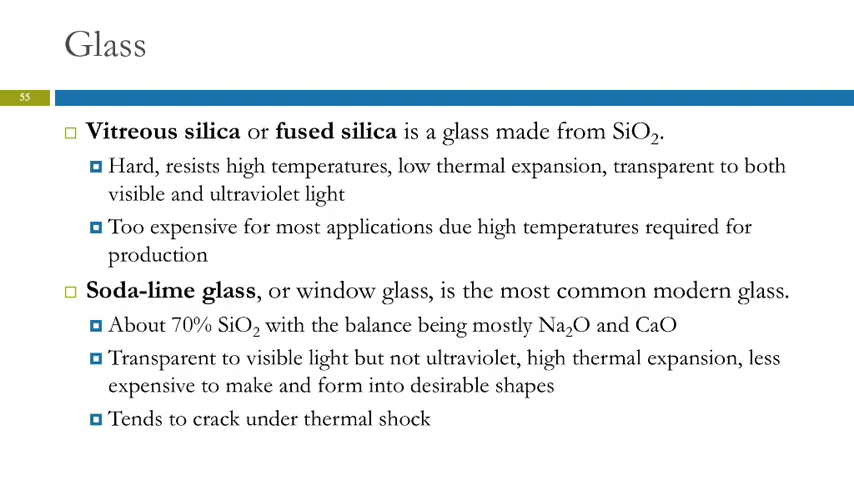 Glass
55
Vitreous silica or fused silica is a glass made from SiO₂.
Hard, resists high temperatures, low thermal expansion, transparent to both
visible and ultraviolet light
Too expensive for most applications due high temperatures required for
production
Soda-lime glass, or window glass, is the most common modern glass.
About 70% SiO₂ with the balance being mostly Na₂O and CaO
Transparent to visible light but not ultraviolet, high thermal expansion, less
expensive to make and form into desirable shapes
Tends to crack under thermal shock